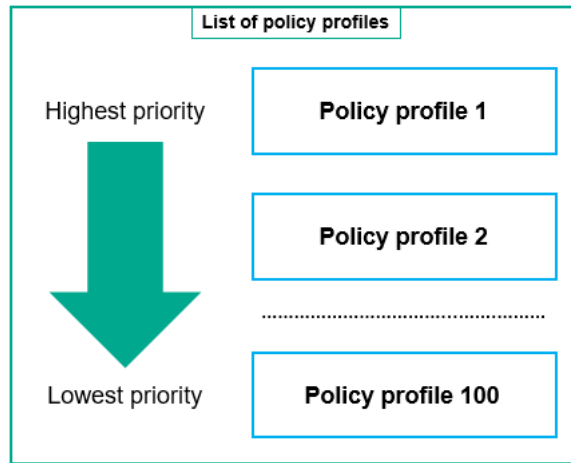 List of policy profiles
Highest priority
Policy profile 1
Policy profile 2
Lowest priority
Policy profile 100